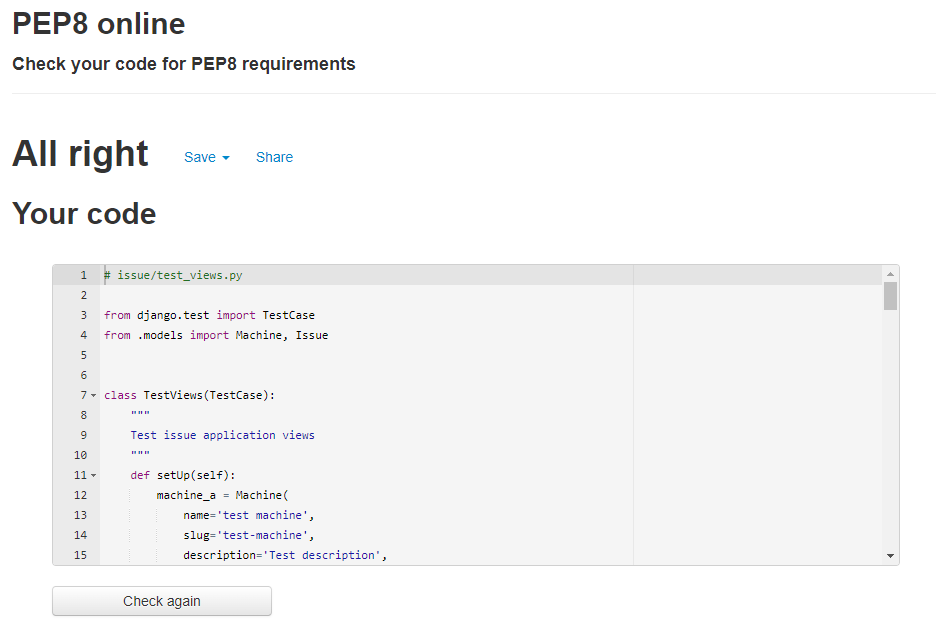 PEP8 online
Check your code for PEP8 requirements
All right Save Share
Your code
1 # issue/test_views.py
2
3 from django.test import TestCase
4 from .models import Machine, Issue
5
6
7 class TestViews(TestCase):
8 """
9 Test issue application views
10 """
11 def setUp(self):
12 machine_a = Machine(
13 name='test machine',
14 slug='test-machine',
15 description='Test description',
Check again